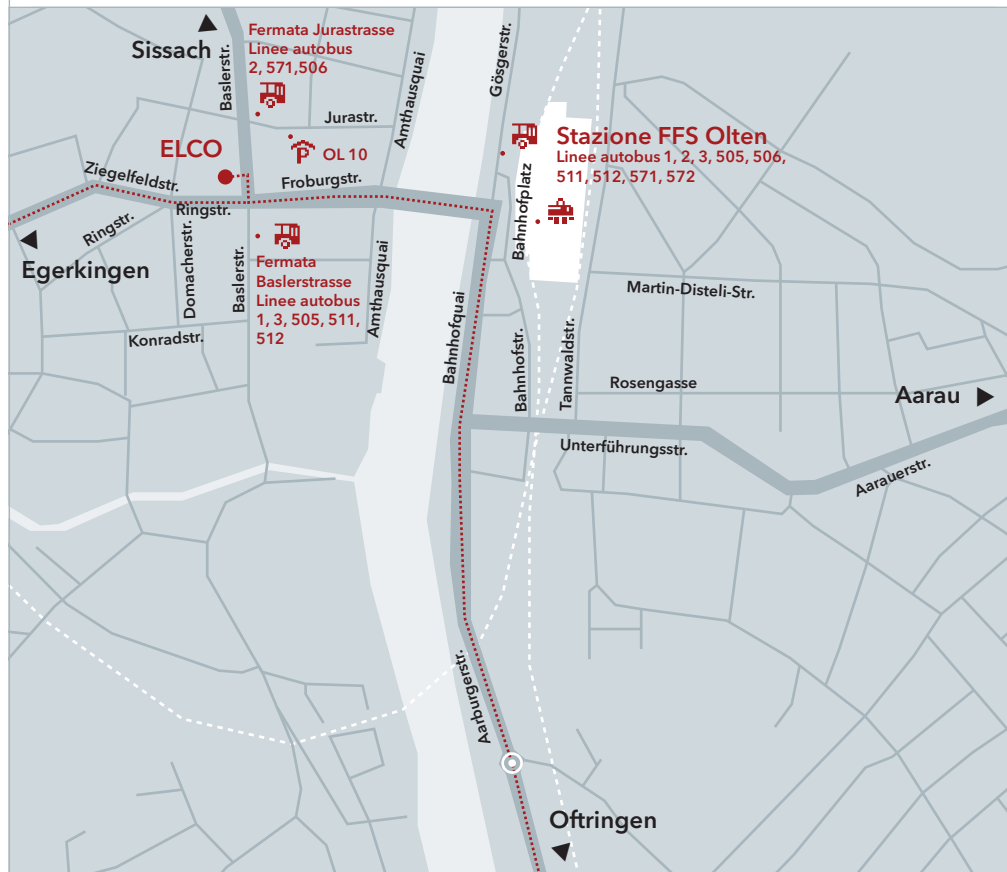 Sissach
Baslerstr.
Fermata Jurastrasse
Linee autobus
2, 571,506
Amthausquai
Gösgerstr.
Jurastr.
P
OL 10
ELCO
Stazione FFS Olten
Linee autobus 1, 2, 3, 505, 506,
511, 512, 571, 572
Bahnhofplatz
Ziegelfeldstr.
Froburgstr.
Ringstr.
Ringstr.
Egerkingen
Domacherstr.
Baslerstr.
Fermata
Baslerstrasse
Linee autobus
1, 3, 505, 511,
512
Amthausquai
Konradstr.
Bahnhofquai
Bahnhofstr.
Tannwaldstr.
Martin-Disteli-Str.
Rosengasse
Aarau
Unterführungsstr.
Aarauerstr.
Aarburgerstr.
Oftringen